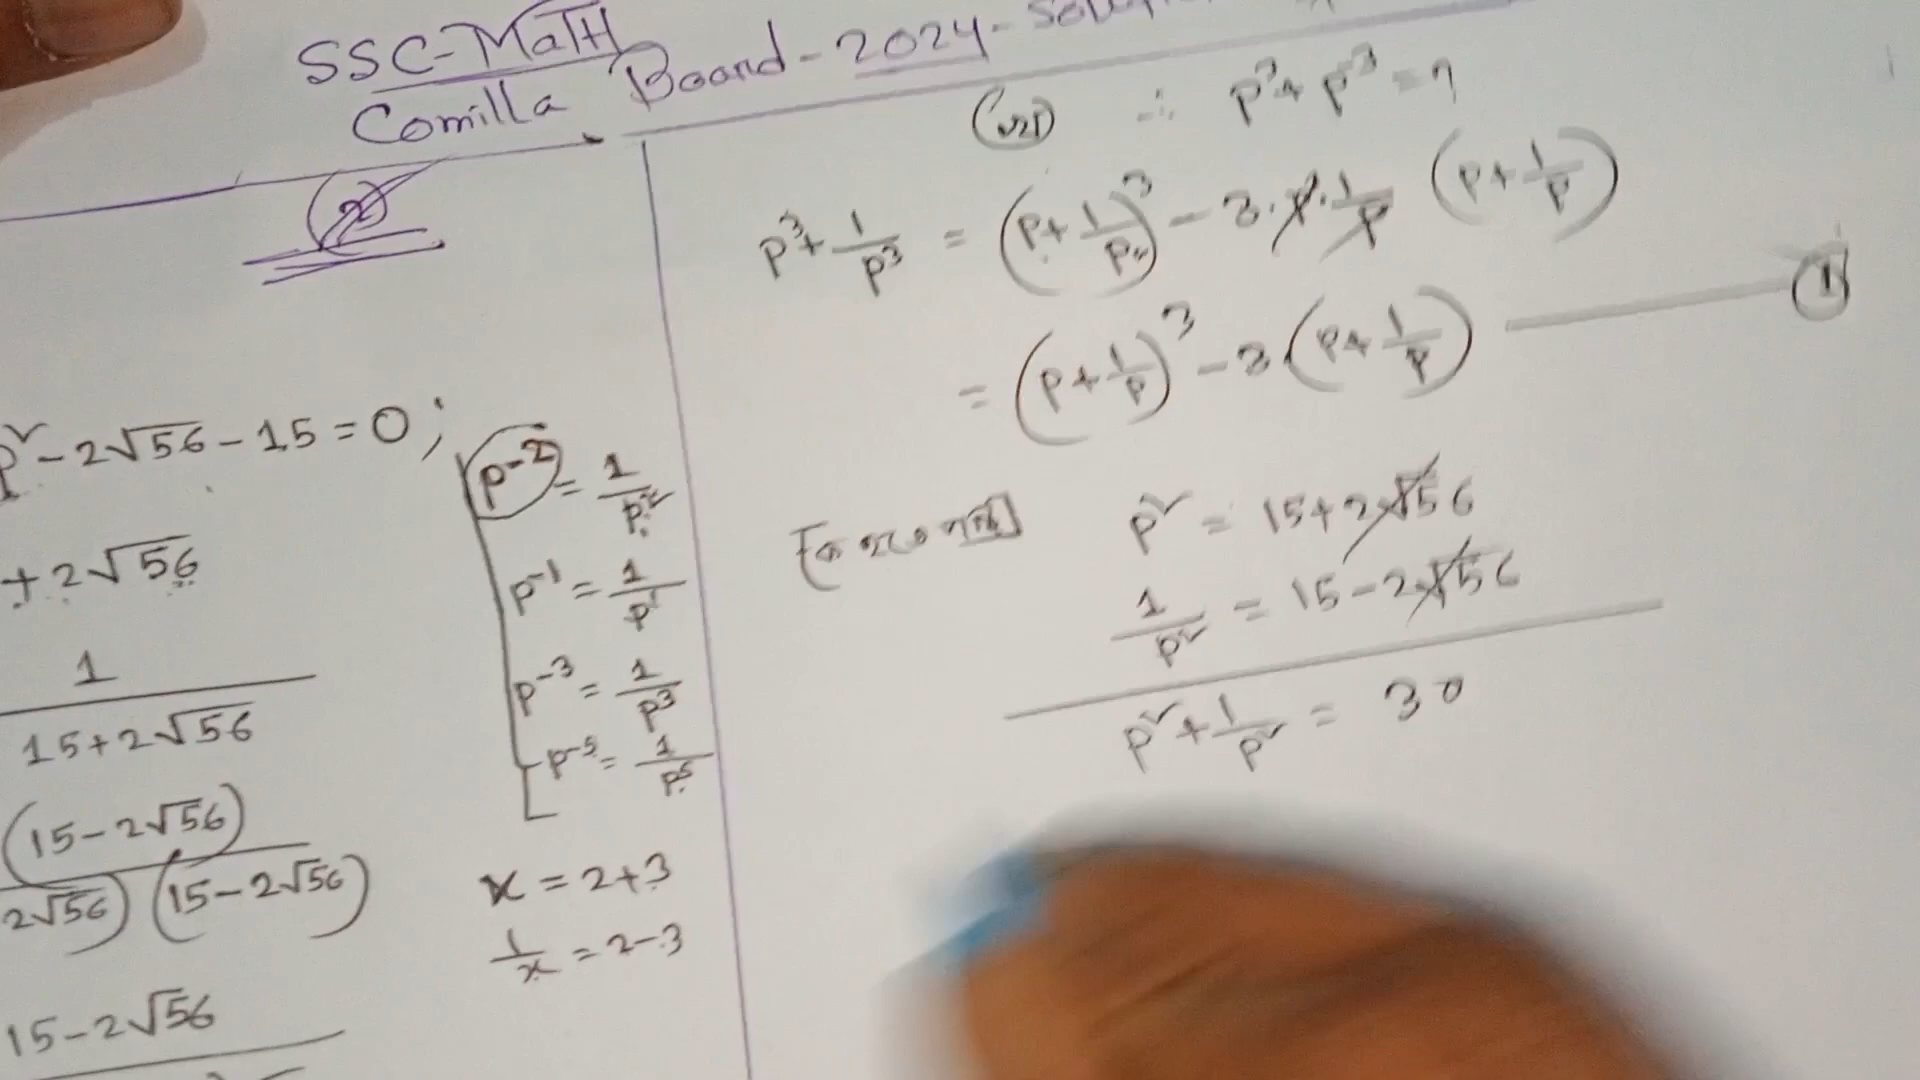 SSC-MaTH
Comilla Board-2024-
(ক)
p²-2√56-15=0;
+2√56
1
15+2√56
(15-2√56)
2√56) (15-2√56)
15-2√56
p⁻² = 1/p²
p⁻¹ = 1/p¹
p⁻³ = 1/p³
p⁻⁵ = 1/p⁵
x = 2+3
1/x = 2-3
∴ p³+p⁻³ = ?
p³+1/p³ = (p+1/p)³ - 3.p.1/p (p+1/p)
= (p+1/p)³ - 3(p+1/p) ——— ①
p² = 15+2√56
1/p² = 15-2√56
p²+1/p² = 30